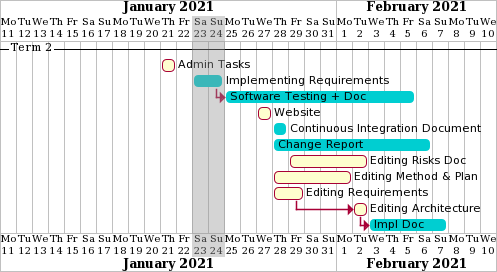 January 2021 February 2021
Mo Tu We Th Fr Sa Su Mo Tu We Th Fr Sa Su Mo Tu We Th Fr Sa Su Mo Tu We Th Fr Sa Su Mo Tu We
11 12 13 14 15 16 17 18 19 20 21 22 23 24 25 26 27 28 29 30 31 1 2 3 4 5 6 7 8 9 10
Term 2
Admin Tasks
Implementing Requirements
Software Testing + Doc
Website
Continuous Integration Document
Change Report
Editing Risks Doc
Editing Method & Plan
Editing Requirements
Editing Architecture
Impl Doc
Mo Tu We Th Fr Sa Su Mo Tu We Th Fr Sa Su Mo Tu We Th Fr Sa Su Mo Tu We Th Fr Sa Su Mo Tu We
11 12 13 14 15 16 17 18 19 20 21 22 23 24 25 26 27 28 29 30 31 1 2 3 4 5 6 7 8 9 10
January 2021 February 2021